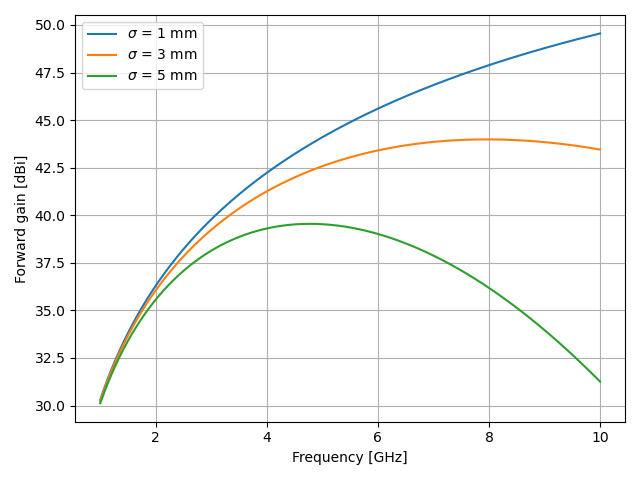 50.0
47.5
45.0
42.5
40.0
37.5
35.0
32.5
30.0
Forward gain [dBi]
σ = 1 mm
σ = 3 mm
σ = 5 mm
2 4 6 8 10
Frequency [GHz]